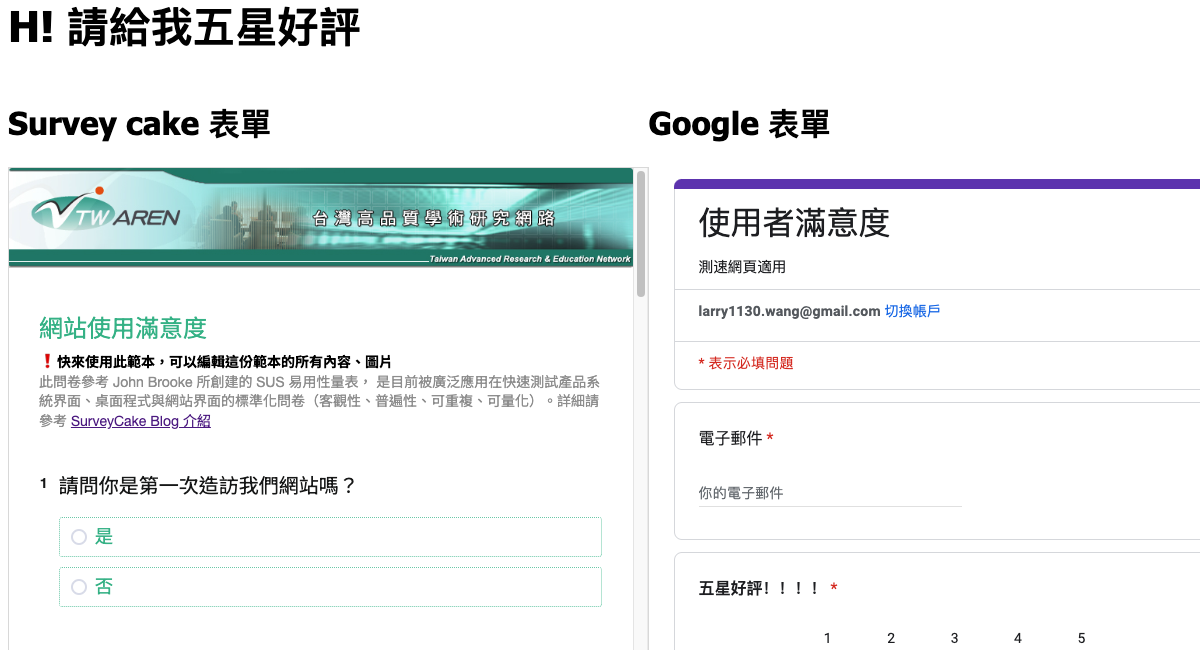 H! 請給我五星好評
Survey cake 表單
TWAREN
台灣高品質學術研究網路
Taiwan Advanced Research & Education Network
網站使用滿意度
❗快來使用此範本，可以編輯這份範本的所有內容、圖片
此問卷參考 John Brooke 所創建的 SUS 易用性量表， 是目前被廣泛應用在快速測試產品系
統界面、桌面程式與網站界面的標準化問卷（客觀性、普遍性、可重複、可量化）。詳細請
參考 SurveyCake Blog 介紹
1 請問你是第一次造訪我們網站嗎？
是
否
Google 表單
使用者滿意度
測速網頁適用
larry1130.wang@gmail.com 切換帳戶
* 表示必填問題
電子郵件 *
你的電子郵件
五星好評！！！！ *
1 2 3 4 5